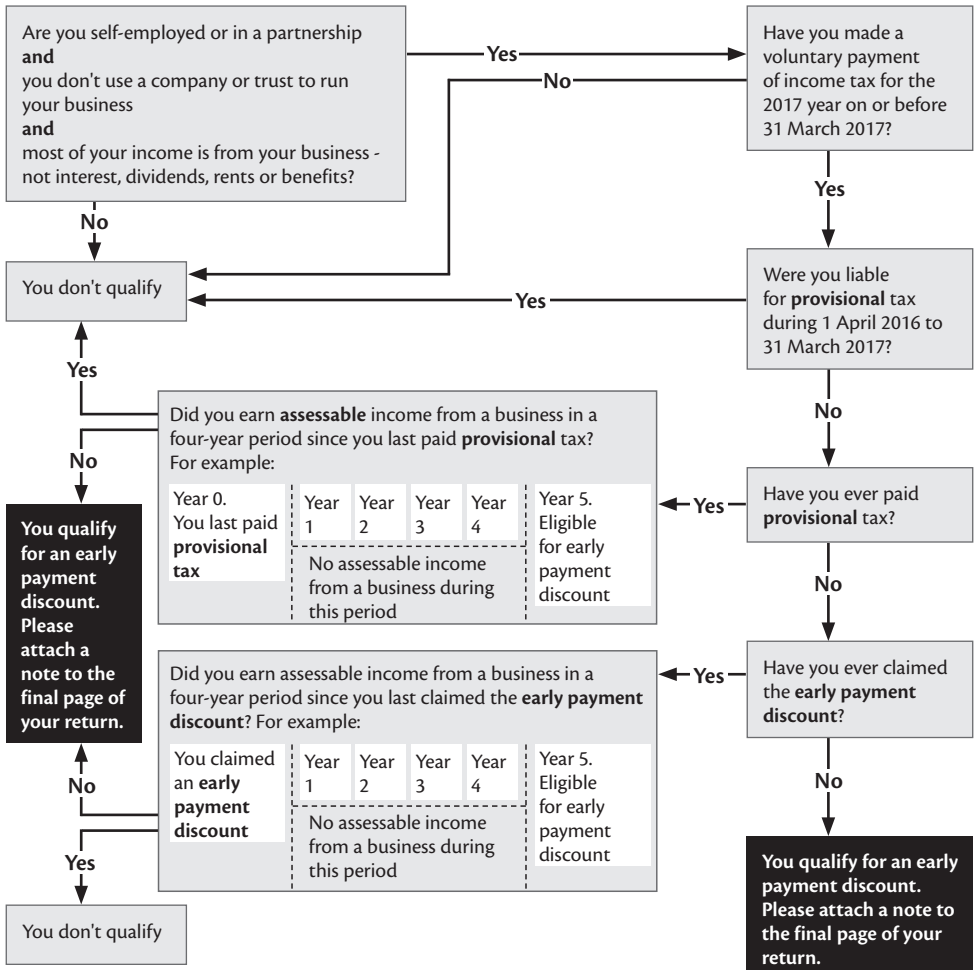 Are you self-employed or in a partnership
and
you don't use a company or trust to run
your business
and
most of your income is from your business -
not interest, dividends, rents or benefits?
Yes
No
Have you made a
voluntary payment
of income tax for the
2017 year on or before
31 March 2017?
No
Yes
You don't qualify
Yes
Were you liable
for provisional tax
during 1 April 2016 to
31 March 2017?
Yes
No
Did you earn assessable income from a business in a
four-year period since you last paid provisional tax?
For example:
Year 0.
You last paid
provisional
tax
Year
1
Year
2
Year
3
Year
4
No assessable income
from a business during
this period
Year 5.
Eligible
for early
payment
discount
Yes
Have you ever paid
provisional tax?
No
No
You qualify
for an early
payment
discount.
Please
attach a
note to the
final page of
your return.
Did you earn assessable income from a business in a
four-year period since you last claimed the early payment
discount? For example:
You claimed
an early
payment
discount
Year
1
Year
2
Year
3
Year
4
No assessable income
from a business during
this period
Year 5.
Eligible
for early
payment
discount
Yes
Have you ever claimed
the early payment
discount?
No
No
Yes
You don't qualify
You qualify for an early
payment discount.
Please attach a note to
the final page of your
return.